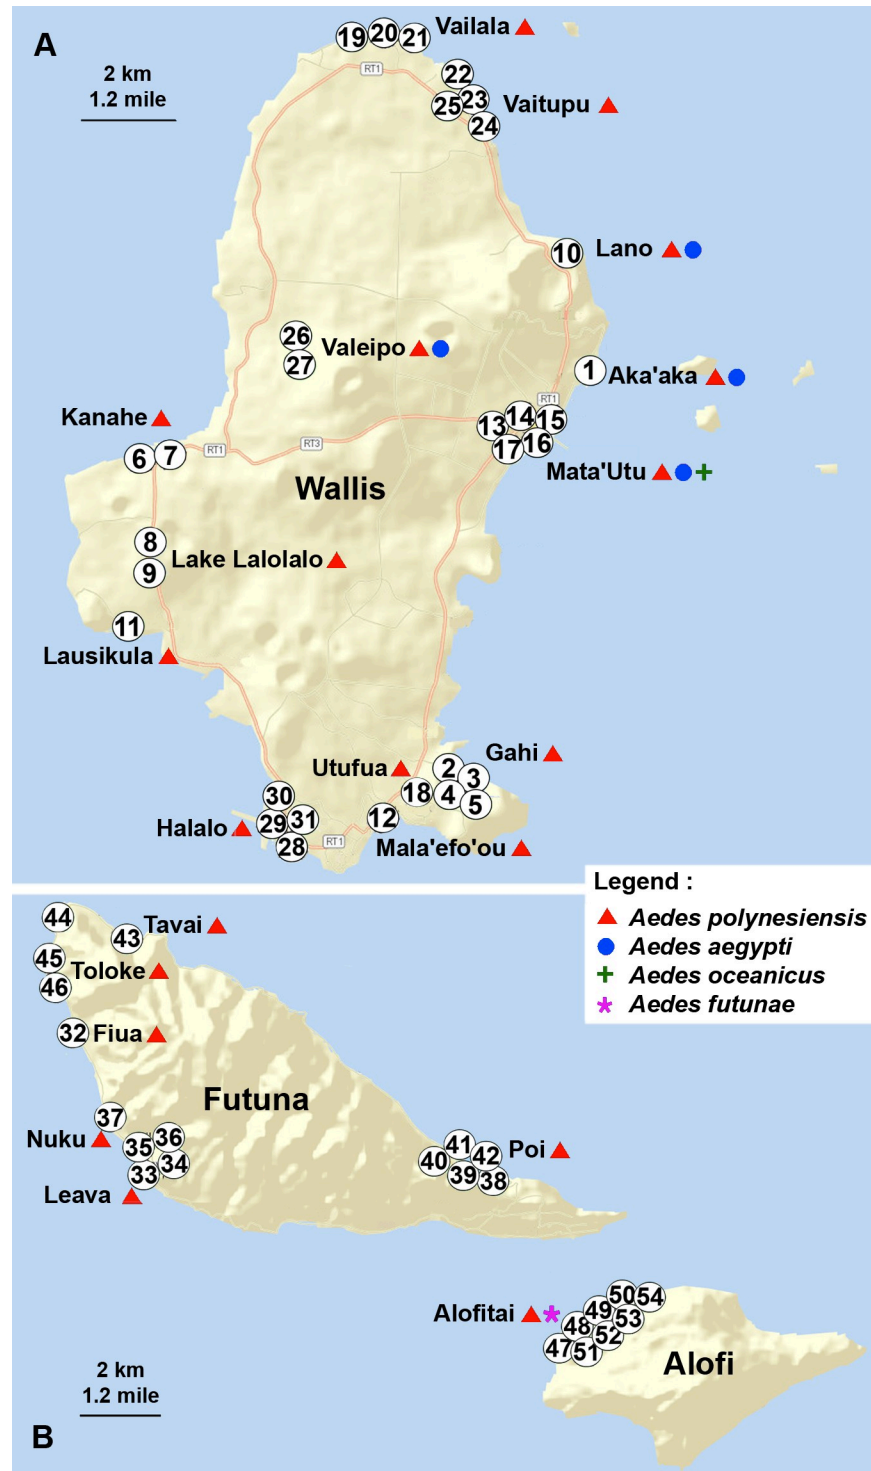 A
2 km
1.2 mile
19 20 21
Vailala
RT1
22
23
25
24
Vaitupu
10
Lano
26
27
Valeipo
1
Aka'aka
RT1
13 14 15
17 16
Mata'Utu
Kanahe
6 7
RT1
RT3
Wallis
8
9
Lake Lalolalo
11
Lausikula
Gahi
Utufua
2
3
18
4
5
30
31
29
12
Halalo
28
RT1
Mala'efo'ou
Legend :
Aedes polynesiensis
Aedes aegypti
+ Aedes oceanicus
* Aedes futunae
44
43
Tavai
45
Toloke
46
32
Fiua
Futuna
37
Nuku
36
35
34
33
Leava
41
42
40
39
38
Poi
Alofitai
50 54
49
53
48
52
47
51
Alofi
2 km
1.2 mile
B